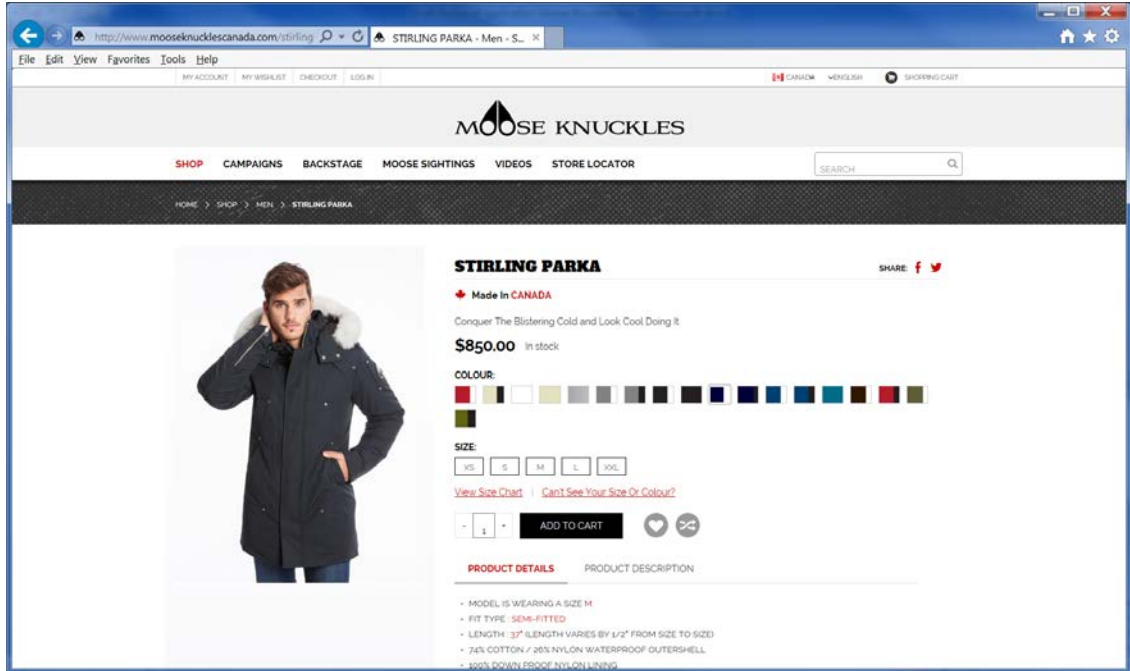 http://www.mooseknucklescanada.com/stirling
STIRLING PARKA - Men - S...
File Edit View Favorites Tools Help
MY ACCOUNT MY WISHLIST CHECKOUT LOG IN CANADA ENGLISH SHOPPING CART
MOOSE KNUCKLES
SHOP CAMPAIGNS BACKSTAGE MOOSE SIGHTINGS VIDEOS STORE LOCATOR SEARCH
HOME > SHOP > MEN > STIRLING PARKA
STIRLING PARKA SHARE:
Made In CANADA
Conquer The Blistering Cold and Look Cool Doing It
$850.00 In stock
COLOUR:
SIZE:
XS S M L XXL
View Size Chart | Can't See Your Size Or Colour?
- 1 + ADD TO CART
PRODUCT DETAILS PRODUCT DESCRIPTION
• MODEL IS WEARING A SIZE M
• FIT TYPE : SEMI-FITTED
• LENGTH : 37" (LENGTH VARIES BY 1/2" FROM SIZE TO SIZE)
• 74% COTTON / 26% NYLON WATERPROOF OUTERSHELL
• 100% DOWN PROOF NYLON LINING